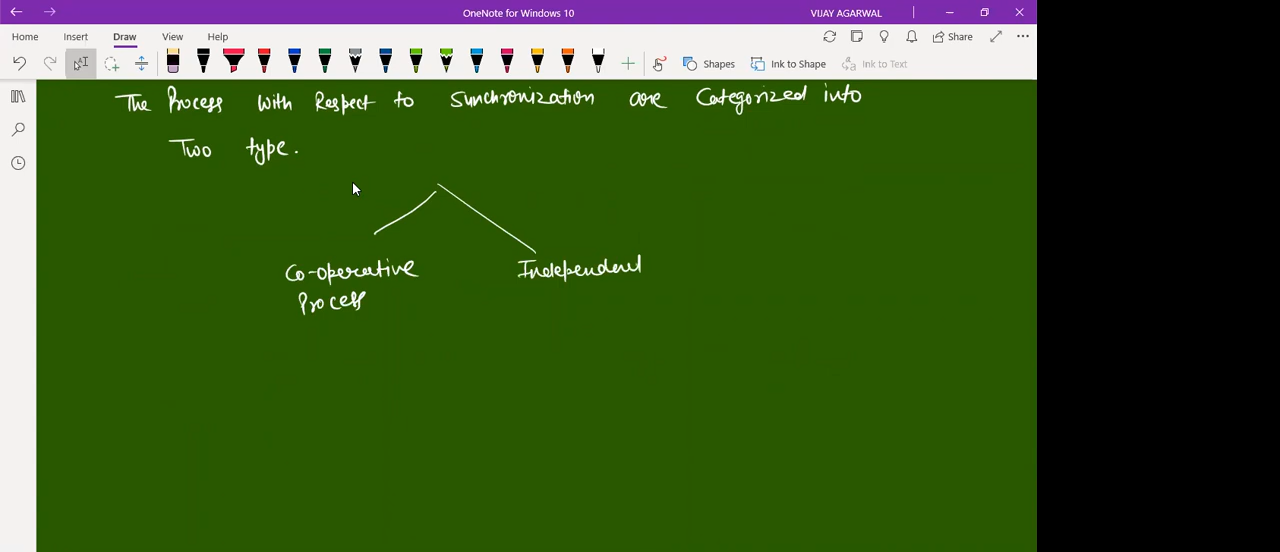 OneNote for Windows 10
VIJAY AGARWAL
Home Insert Draw View Help
Share
Shapes Ink to Shape Ink to Text
The Process with Respect to Synchronization are Categorized into
Two type.
Co-operative Independent
Process